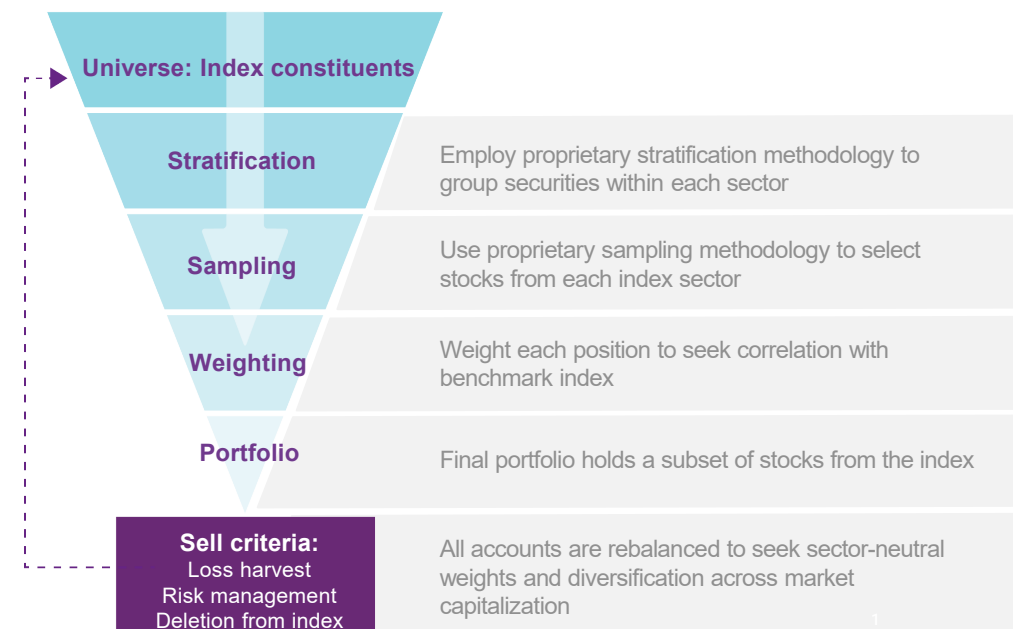 Universe: Index constituents
Stratification
Employ proprietary stratification methodology to
group securities within each sector
Sampling
Use proprietary sampling methodology to select
stocks from each index sector
Weighting
Weight each position to seek correlation with
benchmark index
Portfolio
Final portfolio holds a subset of stocks from the index
Sell criteria:
Loss harvest
Risk management
Deletion from index
All accounts are rebalanced to seek sector-neutral
weights and diversification across market
capitalization
1